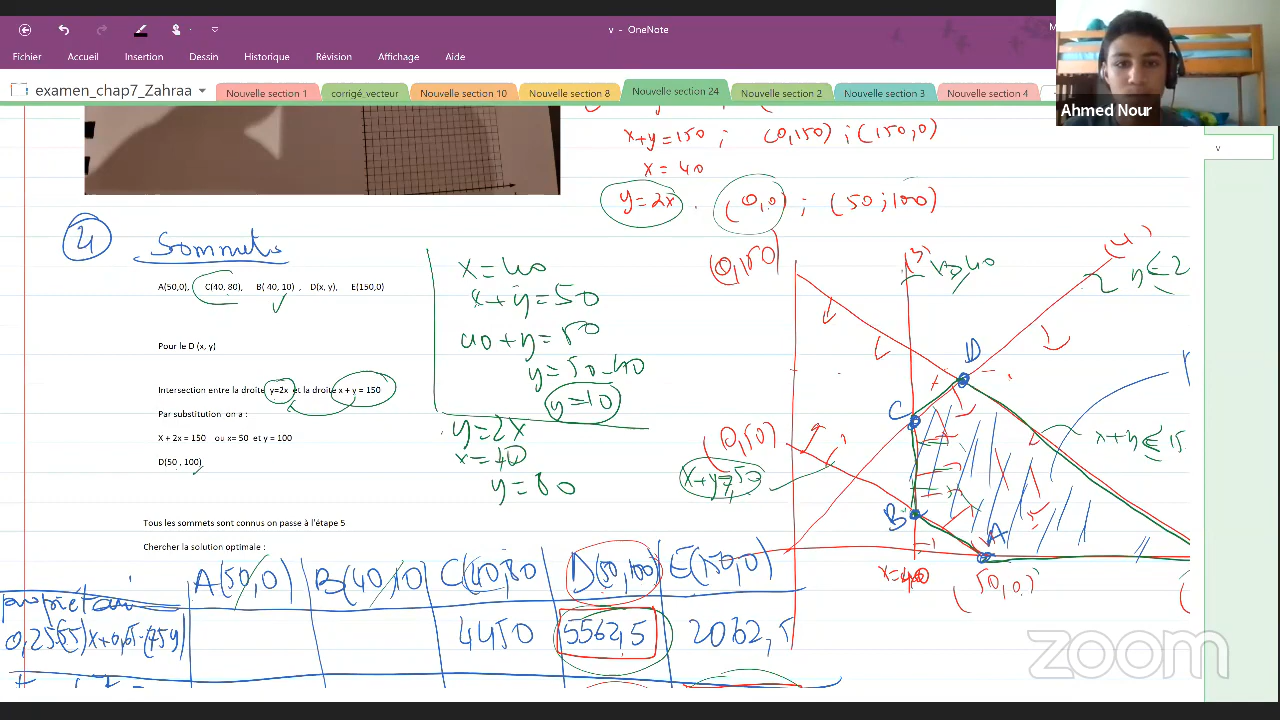 v – OneNote
Fichier Accueil Insertion Dessin Historique Révision Affichage Aide
Ahmed Nour
examen_chap7_Zahraa
Nouvelle section 1 corrigé vecteur Nouvelle section 10 Nouvelle section 8 Nouvelle section 24 Nouvelle section 2 Nouvelle section 3 Nouvelle section 4
v
x+y=150 ; (0,150) ; (150,0)
x = 40
y=2x . (0,0) ; (50;100)
4 Sommets
A(50,0), C(40, 80), B( 40, 10) , D(x, y), E(150,0)
Pour le D (x, y)
Intersection entre la droite y=2x et la droite x + y = 150
Par substitution on a :
X + 2x = 150 ou x= 50 et y = 100
D(50 , 100)
Tous les sommets sont connus on passe à l'étape 5
Chercher la solution optimale :
x=40
x+y=50
40+y=50
y=50-40
y=10
y=2x
x=40
y=80
(0,150)
x≥40
y≤2
D
C
(0,50)
x+y≥50
x+y≤15
B
A
x=40
(50,0)
A(50,0) B(40,10) C(40,80 D(50,100) E(150,0)
4450 5562,5 2062,5
zoom